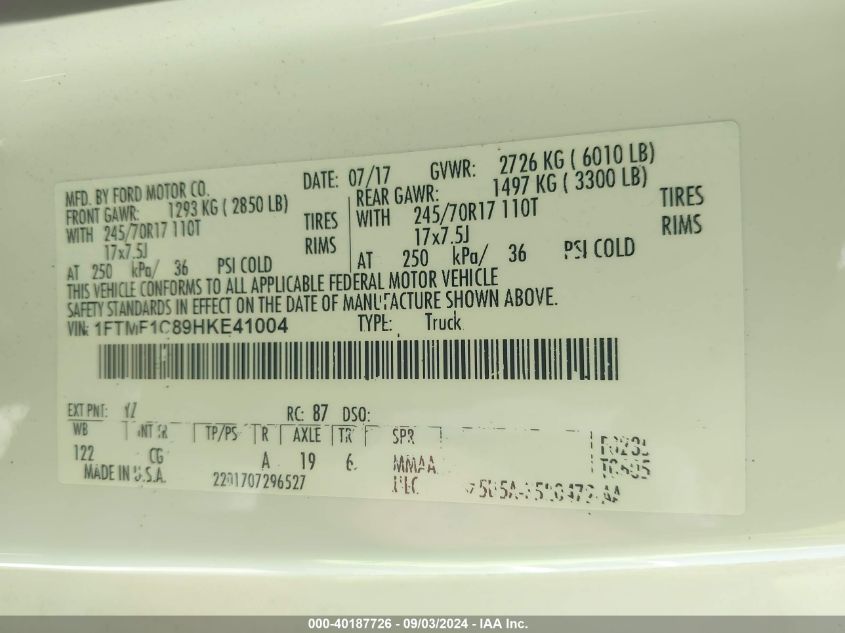 MFD. BY FORD MOTOR CO. DATE: 07/17 GVWR: 2726 KG ( 6010 LB)
FRONT GAWR: 1293 KG ( 2850 LB) REAR GAWR: 1497 KG ( 3300 LB)
WITH 245/70R17 110T TIRES WITH 245/70R17 110T TIRES
17x7.5J RIMS 17x7.5J RIMS
AT 250 kPa/ 36 PSI COLD AT 250 kPa/ 36 PSI COLD
THIS VEHICLE CONFORMS TO ALL APPLICABLE FEDERAL MOTOR VEHICLE
SAFETY STANDARDS IN EFFECT ON THE DATE OF MANUFACTURE SHOWN ABOVE.
VIN: 1FTMF1C89HKE41004 TYPE: Truck
EXT PNT: YZ RC: 87 DSO:
WB INT TR TP/PS R AXLE TR SPR
122 CG A 19 6 MMAA
MADE IN U.S.A. 2201707296527
000-40187726 - 09/03/2024 - IAA Inc.